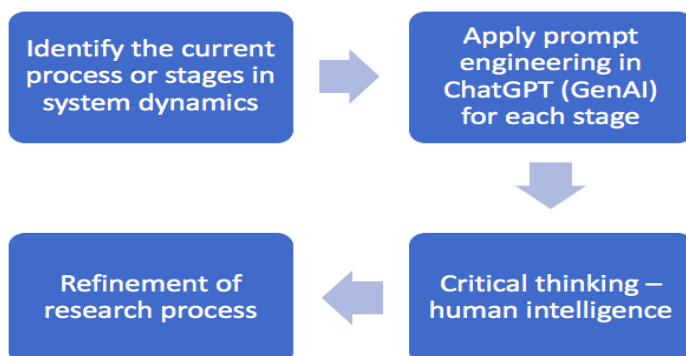 Identify the current
process or stages in
system dynamics
Apply prompt
engineering in
ChatGPT (GenAI)
for each stage
Critical thinking –
human intelligence
Refinement of
research process